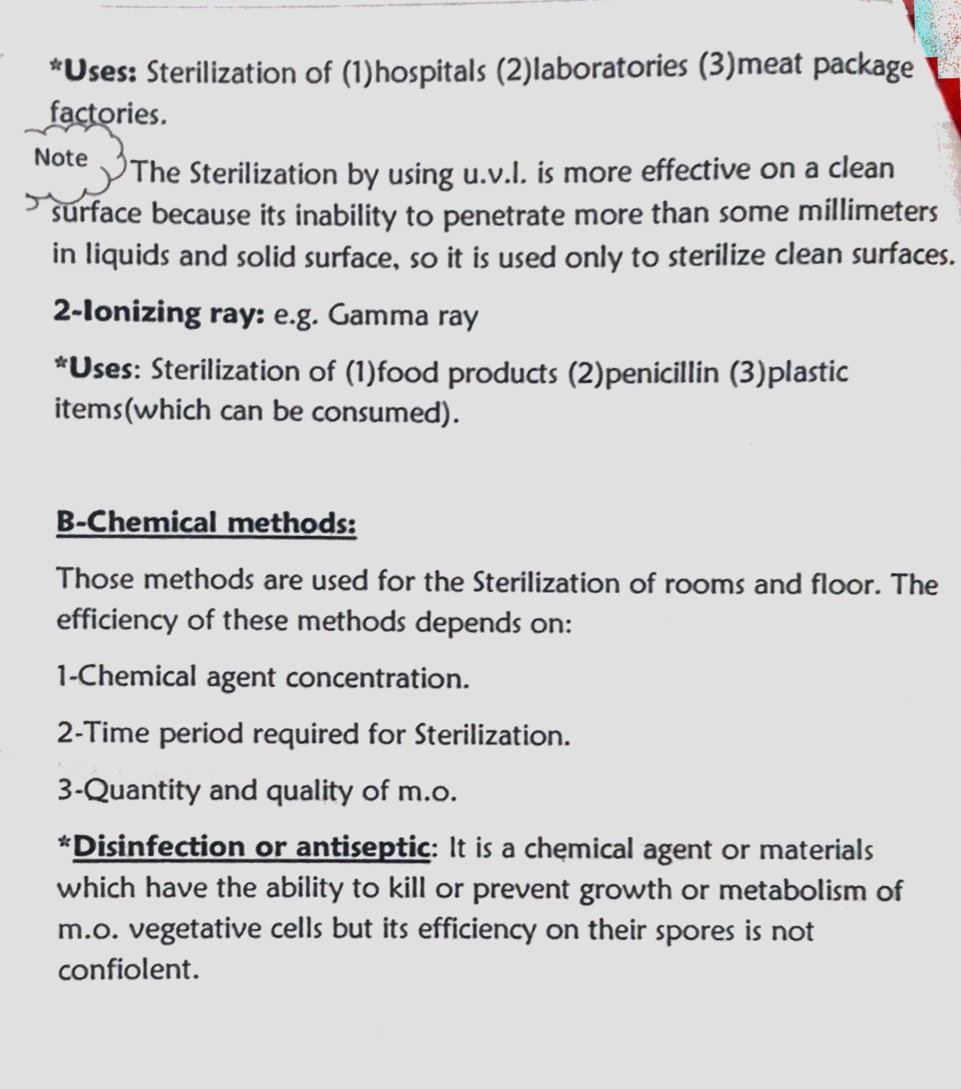 *Uses: Sterilization of (1)hospitals (2)laboratories (3)meat package
factories.
Note
The Sterilization by using u.v.l. is more effective on a clean
surface because its inability to penetrate more than some millimeters
in liquids and solid surface, so it is used only to sterilize clean surfaces.
2-Ionizing ray: e.g. Gamma ray
*Uses: Sterilization of (1)food products (2)penicillin (3)plastic
items(which can be consumed).
B-Chemical methods:
Those methods are used for the Sterilization of rooms and floor. The
efficiency of these methods depends on:
1-Chemical agent concentration.
2-Time period required for Sterilization.
3-Quantity and quality of m.o.
*Disinfection or antiseptic: It is a chemical agent or materials
which have the ability to kill or prevent growth or metabolism of
m.o. vegetative cells but its efficiency on their spores is not
confiolent.